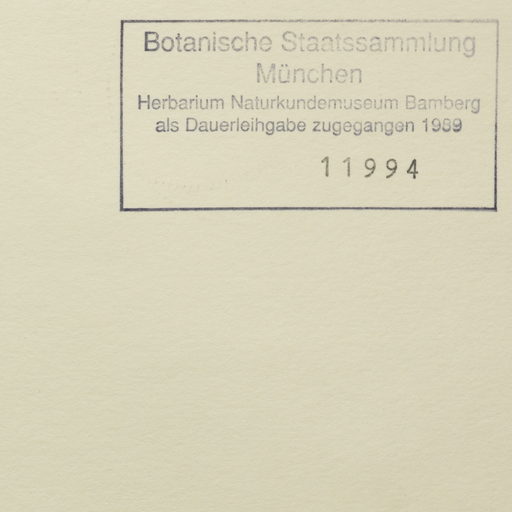 Botanische Staatssammlung
München
Herbarium Naturkundemuseum Bamberg
als Dauerleihgabe zugegangen 1989
11994